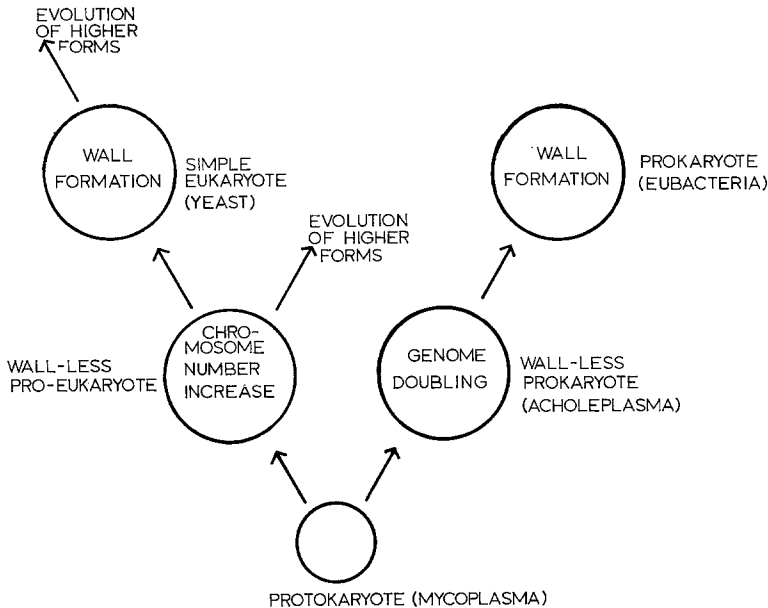 EVOLUTION
OF HIGHER
FORMS
WALL
FORMATION
SIMPLE
EUKARYOTE
(YEAST)
WALL
FORMATION
PROKARYOTE
(EUBACTERIA)
EVOLUTION
OF HIGHER
FORMS
WALL-LESS
PRO-EUKARYOTE
CHRO-
MOSOME
NUMBER
INCREASE
GENOME
DOUBLING
WALL-LESS
PROKARYOTE
(ACHOLEPLASMA)
PROTOKARYOTE (MYCOPLASMA)